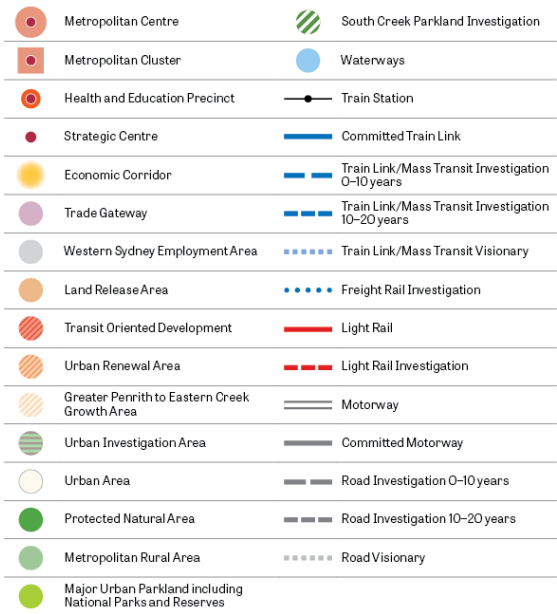 Metropolitan Centre
Metropolitan Cluster
Health and Education Precinct
Strategic Centre
Economic Corridor
Trade Gateway
Western Sydney Employment Area
Land Release Area
Transit Oriented Development
Urban Renewal Area
Greater Penrith to Eastern Creek
Growth Area
Urban Investigation Area
Urban Area
Protected Natural Area
Metropolitan Rural Area
Major Urban Parkland including
National Parks and Reserves
South Creek Parkland Investigation
Waterways
Train Station
Committed Train Link
Train Link/Mass Transit Investigation
0–10 years
Train Link/Mass Transit Investigation
10–20 years
Train Link/Mass Transit Visionary
Freight Rail Investigation
Light Rail
Light Rail Investigation
Motorway
Committed Motorway
Road Investigation 0–10 years
Road Investigation 10–20 years
Road Visionary